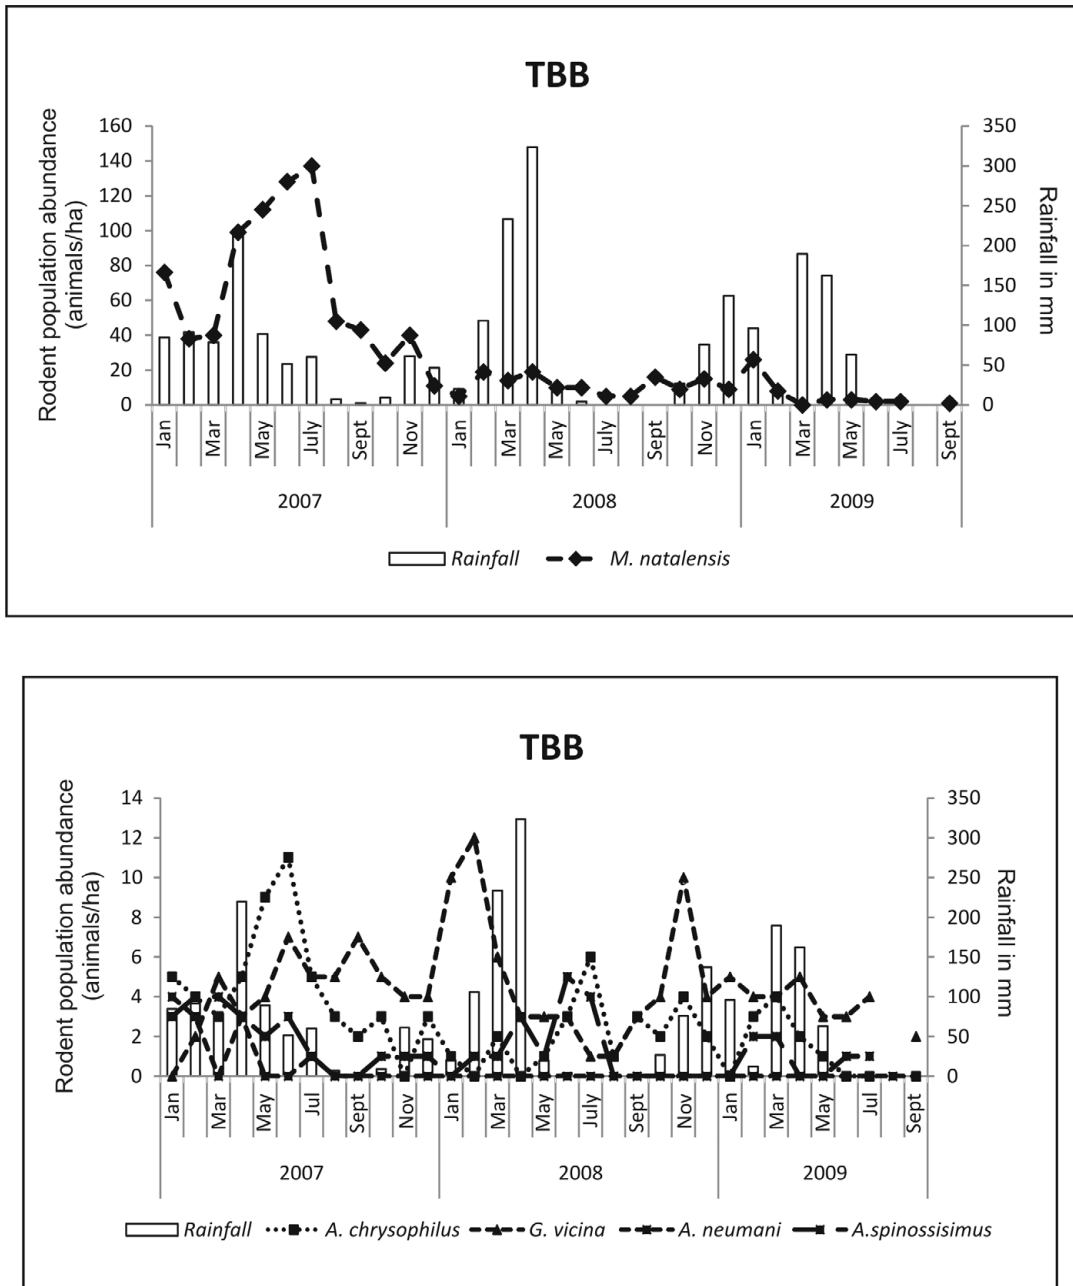 TBB
Rodent population abundance
(animals/ha)
160
140
120
100
80
60
40
20
0
350
300
250
200
150
100
50
0
Rainfall in mm
Jan Mar May July Sept Nov Jan Mar May July Sept Nov Jan Mar May July Sept
2007 2008 2009
Rainfall M. natalensis
TBB
Rodent population abundance
(animals/ha)
14
12
10
8
6
4
2
0
350
300
250
200
150
100
50
0
Rainfall in mm
Jan Mar May Jul Sept Nov Jan Mar May July Sept Nov Jan Mar May Jul Sept
2007 2008 2009
Rainfall A. chrysophilus G. vicina A. neumani A.spinossisimus